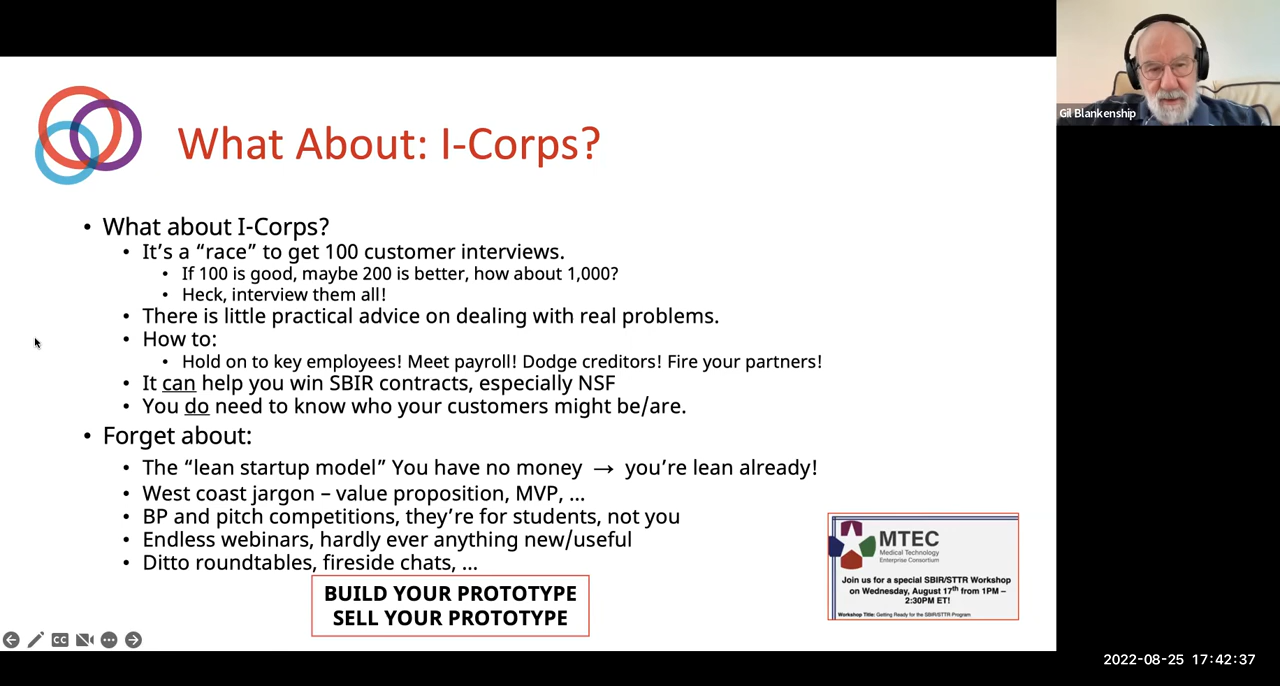 What About: I-Corps?
• What about I-Corps?
• It’s a “race” to get 100 customer interviews.
• If 100 is good, maybe 200 is better, how about 1,000?
• Heck, interview them all!
• There is little practical advice on dealing with real problems.
• How to:
• Hold on to key employees! Meet payroll! Dodge creditors! Fire your partners!
• It can help you win SBIR contracts, especially NSF
• You do need to know who your customers might be/are.
• Forget about:
• The “lean startup model” You have no money → you’re lean already!
• West coast jargon – value proposition, MVP, …
• BP and pitch competitions, they’re for students, not you
• Endless webinars, hardly ever anything new/useful
• Ditto roundtables, fireside chats, …
BUILD YOUR PROTOTYPE
SELL YOUR PROTOTYPE
MTEC
Medical Technology
Enterprise Consortium
Join us for a special SBIR/STTR Workshop
on Wednesday, August 17th from 1PM –
2:30PM ET!
Workshop Title: Getting Ready for the SBIR/STTR Program
CC
Gil Blankenship
2022-08-25 17:42:37